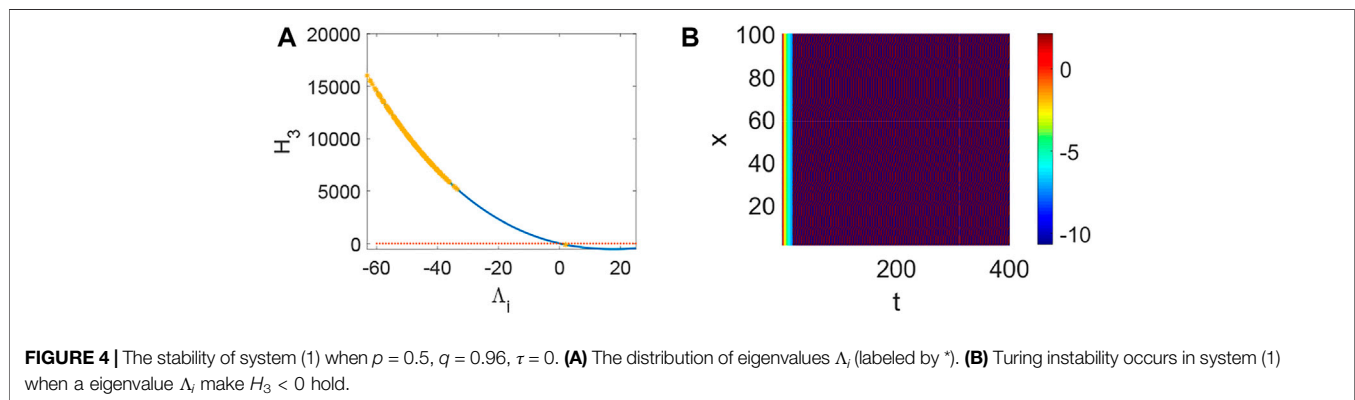 A
20000
15000
10000
5000
0
H3
-60 -40 -20 0 20
Λi
B
100
80
60
40
20
x
200 400
t
0
-5
-10
FIGURE 4 | The stability of system (1) when p = 0.5, q = 0.96, τ = 0. (A) The distribution of eigenvalues Λi (labeled by *). (B) Turing instability occurs in system (1)
when a eigenvalue Λi make H3 < 0 hold.